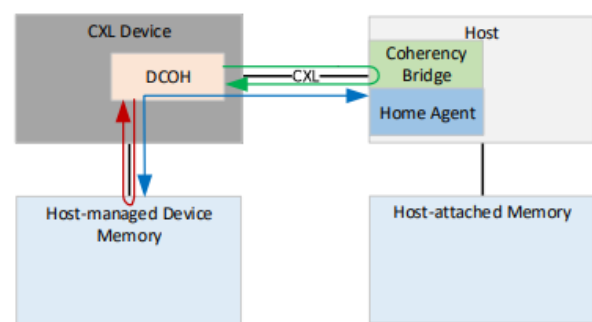 CXL Device
Host
DCOH
CXL
Coherency
Bridge
Home Agent
Host-managed Device
Memory
Host-attached Memory